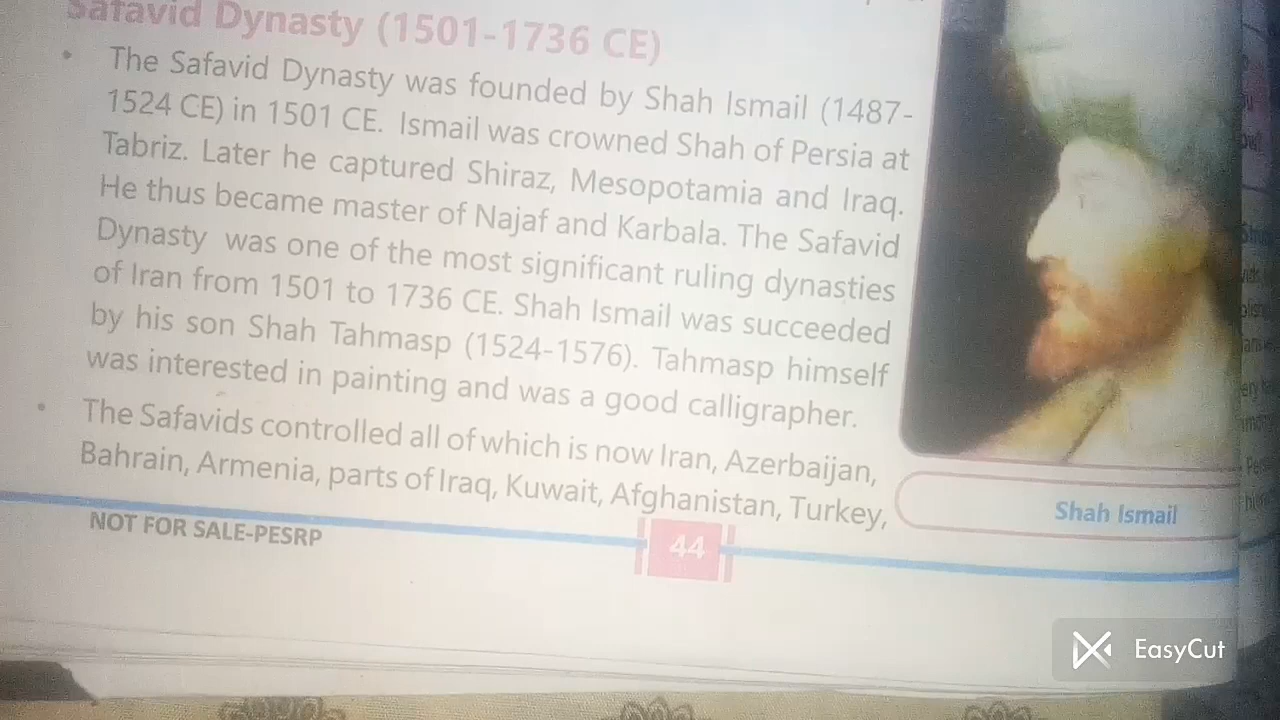 Safavid Dynasty (1501-1736 CE)
• The Safavid Dynasty was founded by Shah Ismail (1487-
1524 CE) in 1501 CE. Ismail was crowned Shah of Persia at
Tabriz. Later he captured Shiraz, Mesopotamia and Iraq.
He thus became master of Najaf and Karbala. The Safavid
Dynasty was one of the most significant ruling dynasties
of Iran from 1501 to 1736 CE. Shah Ismail was succeeded
by his son Shah Tahmasp (1524-1576). Tahmasp himself
was interested in painting and was a good calligrapher.
• The Safavids controlled all of which is now Iran, Azerbaijan,
Bahrain, Armenia, parts of Iraq, Kuwait, Afghanistan, Turkey,
Shah Ismail
NOT FOR SALE-PESRP
44
EasyCut